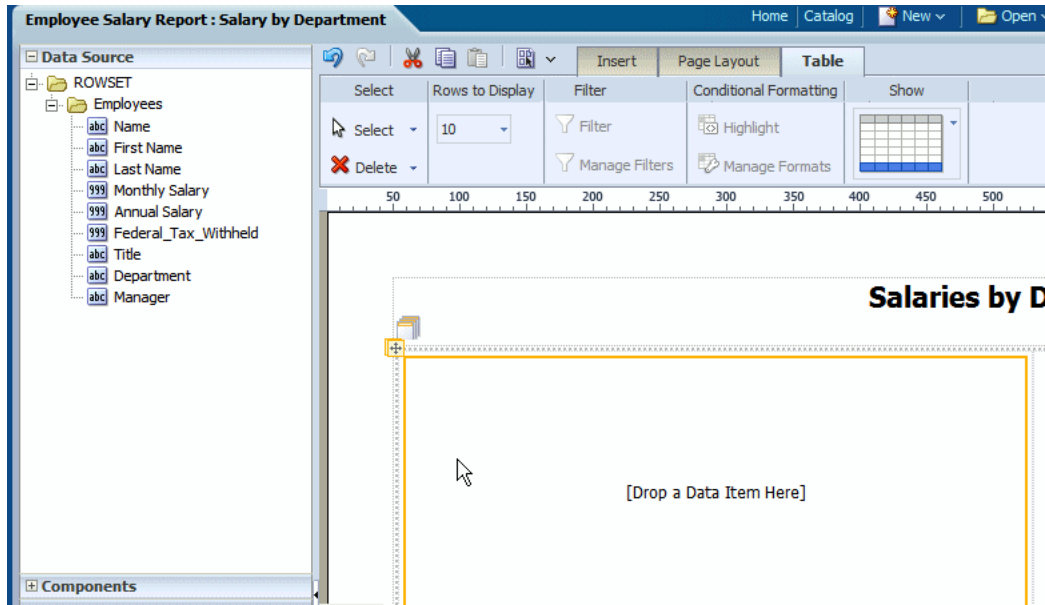 Employee Salary Report : Salary by Department
Home Catalog New Open
Data Source
ROWSET
Employees
abc Name
abc First Name
abc Last Name
999 Monthly Salary
999 Annual Salary
999 Federal_Tax_Withheld
abc Title
abc Department
abc Manager
Components
Insert Page Layout Table
Select Rows to Display Filter Conditional Formatting Show
Select 10 Filter Highlight
Delete Manage Filters Manage Formats
50 100 150 200 250 300 350 400 450 500
Salaries by D
[Drop a Data Item Here]